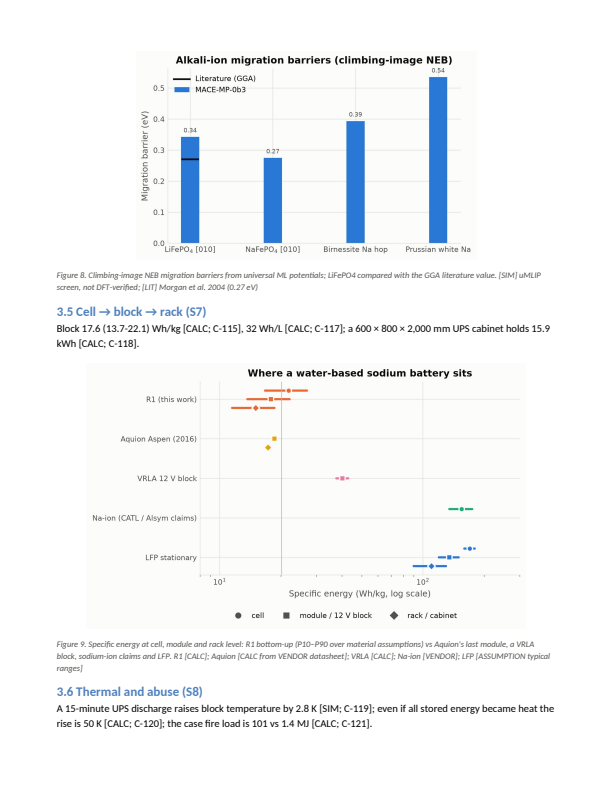 Alkali-ion migration barriers (climbing-image NEB)
Literature (GGA)
MACE-MP-0b3
Migration barrier (eV)
0.5
0.4
0.3
0.2
0.1
0.0
0.34
0.27
0.39
0.54
LiFePO₄ [010]
NaFePO₄ [010]
Birnessite Na hop
Prussian white Na
Figure 8. Climbing-image NEB migration barriers from universal ML potentials; LiFePO4 compared with the GGA literature value. [SIM] uMLIP
screen, not DFT-verified; [LIT] Morgan et al. 2004 (0.27 eV)
3.5 Cell → block → rack (S7)
Block 17.6 (13.7-22.1) Wh/kg [CALC; C-115], 32 Wh/L [CALC; C-117]; a 600 × 800 × 2,000 mm UPS cabinet holds 15.9
kWh [CALC; C-118].
Where a water-based sodium battery sits
R1 (this work)
Aquion Aspen (2016)
VRLA 12 V block
Na-ion (CATL / Alsym claims)
LFP stationary
10¹
10²
Specific energy (Wh/kg, log scale)
cell
module / 12 V block
rack / cabinet
Figure 9. Specific energy at cell, module and rack level: R1 bottom-up (P10–P90 over material assumptions) vs Aquion's last module, a VRLA
block, sodium-ion claims and LFP. R1 [CALC]; Aquion [CALC from VENDOR datasheet]; VRLA [CALC]; Na-ion [VENDOR]; LFP [ASSUMPTION typical
ranges]
3.6 Thermal and abuse (S8)
A 15-minute UPS discharge raises block temperature by 2.8 K [SIM; C-119]; even if all stored energy became heat the
rise is 50 K [CALC; C-120]; the case fire load is 101 vs 1.4 MJ [CALC; C-121].